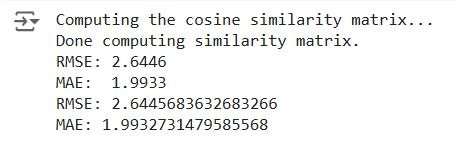 Computing the cosine similarity matrix...
Done computing similarity matrix.
RMSE: 2.6446
MAE:  1.9933
RMSE: 2.6445683632683266
MAE: 1.9932731479585568